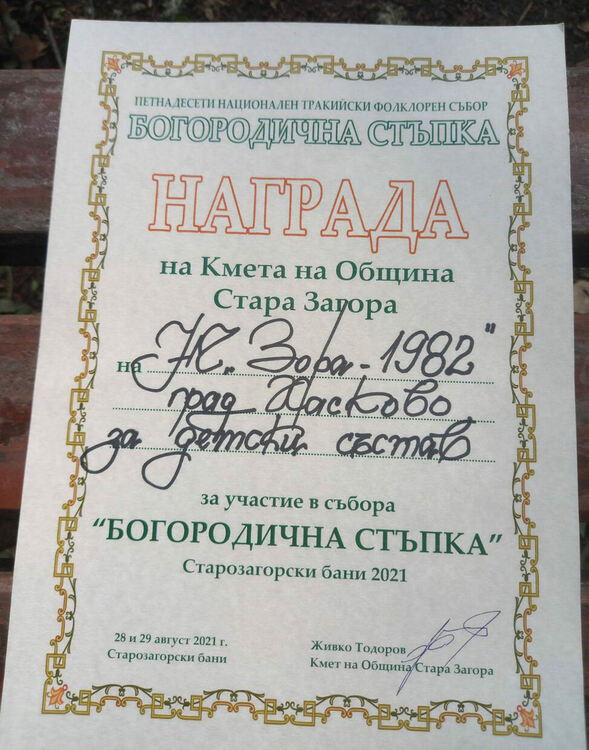 ПЕТНАДЕСЕТИ НАЦИОНАЛЕН ТРАКИЙСКИ ФОЛКЛОРЕН СЪБОР
БОГОРОДИЧНА СТЪПКА
НАГРАДА
на Кмета на Община
Стара Загора
на НЧ „Зора - 1982"
град Хасково
за детски състав
за участие в събора
“БОГОРОДИЧНА СТЪПКА”
Старозагорски бани 2021
28 и 29 август 2021 г.
Старозагорски бани
Живко Тодоров
Кмет на Община Стара Загора